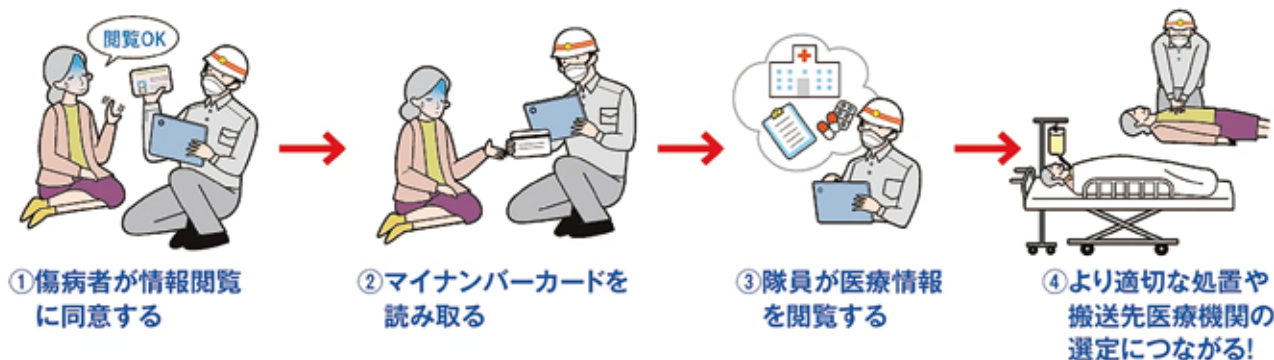 閲覧OK
①傷病者が情報閲覧
に同意する
②マイナンバーカードを
読み取る
③隊員が医療情報
を閲覧する
④より適切な処置や
搬送先医療機関の
選定につながる!